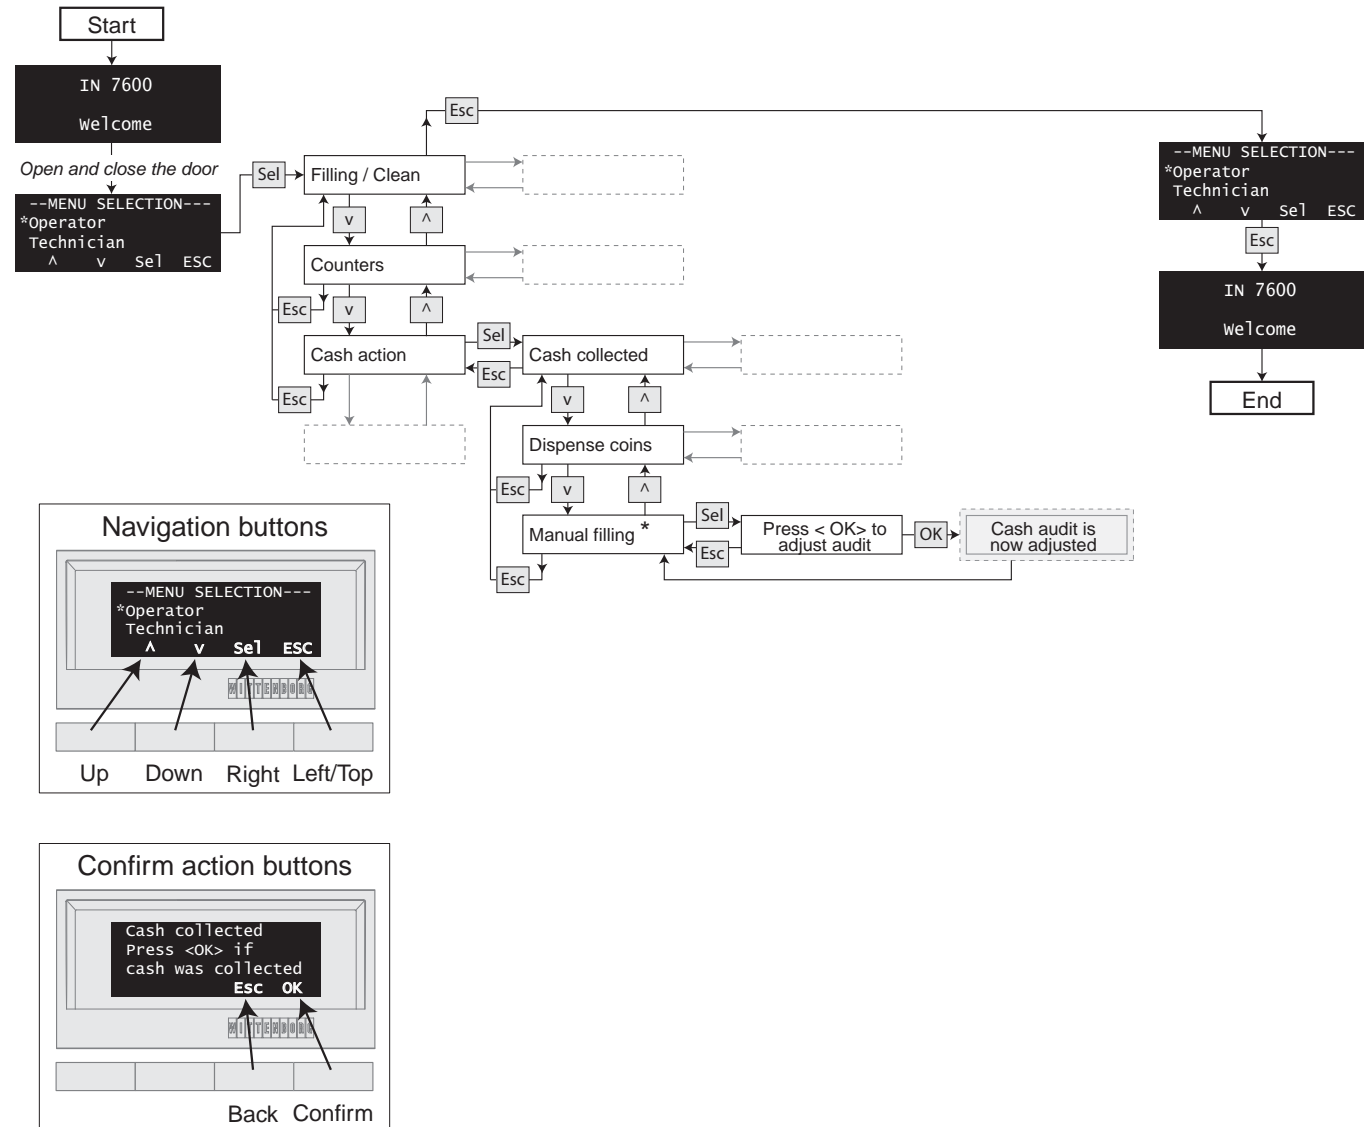 Start
IN 7600
Welcome
Open and close the door
--MENU SELECTION---
*Operator
Technician
^ v Sel ESC
Sel
Filling / Clean
v ^
Counters
Esc
v ^
Cash action
Esc
Sel
Esc
Cash collected
v ^
Dispense coins
Esc
v ^
Manual filling *
Esc
Sel
Esc
Press < OK> to
adjust audit
OK
Cash audit is
now adjusted
Esc
--MENU SELECTION---
*Operator
Technician
^ v Sel ESC
Esc
IN 7600
Welcome
End
Navigation buttons
--MENU SELECTION---
*Operator
Technician
^ v Sel ESC
WITTENBORG
Up Down Right Left/Top
Confirm action buttons
Cash collected
Press <OK> if
cash was collected
Esc OK
WITTENBORG
Back Confirm